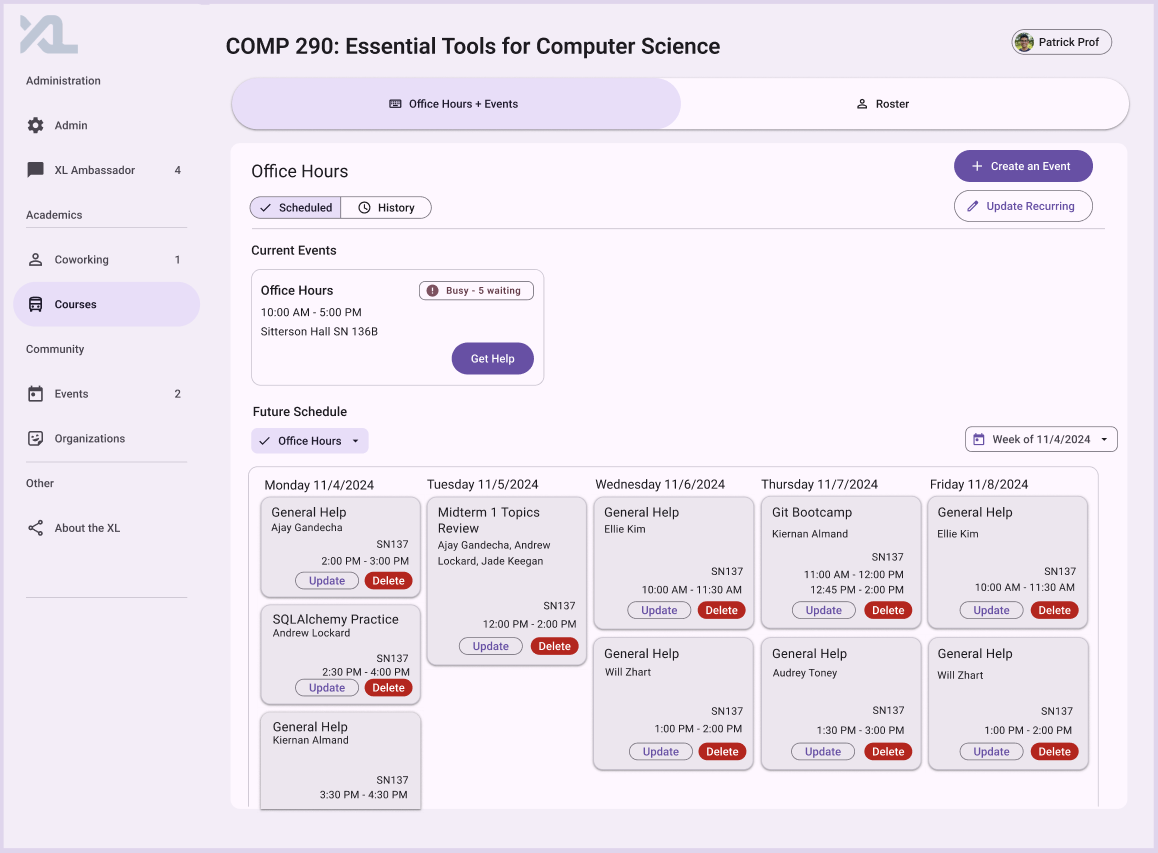 XL
COMP 290: Essential Tools for Computer Science
Patrick Prof
Administration
Admin
XL Ambassador 4
Academics
Coworking 1
Courses
Community
Events 2
Organizations
Other
About the XL
Office Hours + Events
Roster
Office Hours
Create an Event
Scheduled
History
Update Recurring
Current Events
Office Hours
Busy - 5 waiting
10:00 AM - 5:00 PM
Sitterson Hall SN 136B
Get Help
Future Schedule
Office Hours
Week of 11/4/2024
Monday 11/4/2024
General Help
Ajay Gandecha
SN137
2:00 PM - 3:00 PM
Update Delete
SQLAlchemy Practice
Andrew Lockard
SN137
2:30 PM - 4:00 PM
Update Delete
General Help
Kiernan Almand
SN137
3:30 PM - 4:30 PM
Tuesday 11/5/2024
Midterm 1 Topics
Review
Ajay Gandecha, Andrew
Lockard, Jade Keegan
SN137
12:00 PM - 2:00 PM
Update Delete
Wednesday 11/6/2024
General Help
Ellie Kim
SN137
10:00 AM - 11:30 AM
Update Delete
General Help
Will Zhart
SN137
1:00 PM - 2:00 PM
Update Delete
Thursday 11/7/2024
Git Bootcamp
Kiernan Almand
SN137
11:00 AM - 12:00 PM
12:45 PM - 2:00 PM
Update Delete
General Help
Audrey Toney
SN137
1:30 PM - 3:00 PM
Update Delete
Friday 11/8/2024
General Help
Ellie Kim
SN137
10:00 AM - 11:30 AM
Update Delete
General Help
Will Zhart
SN137
1:00 PM - 2:00 PM
Update Delete